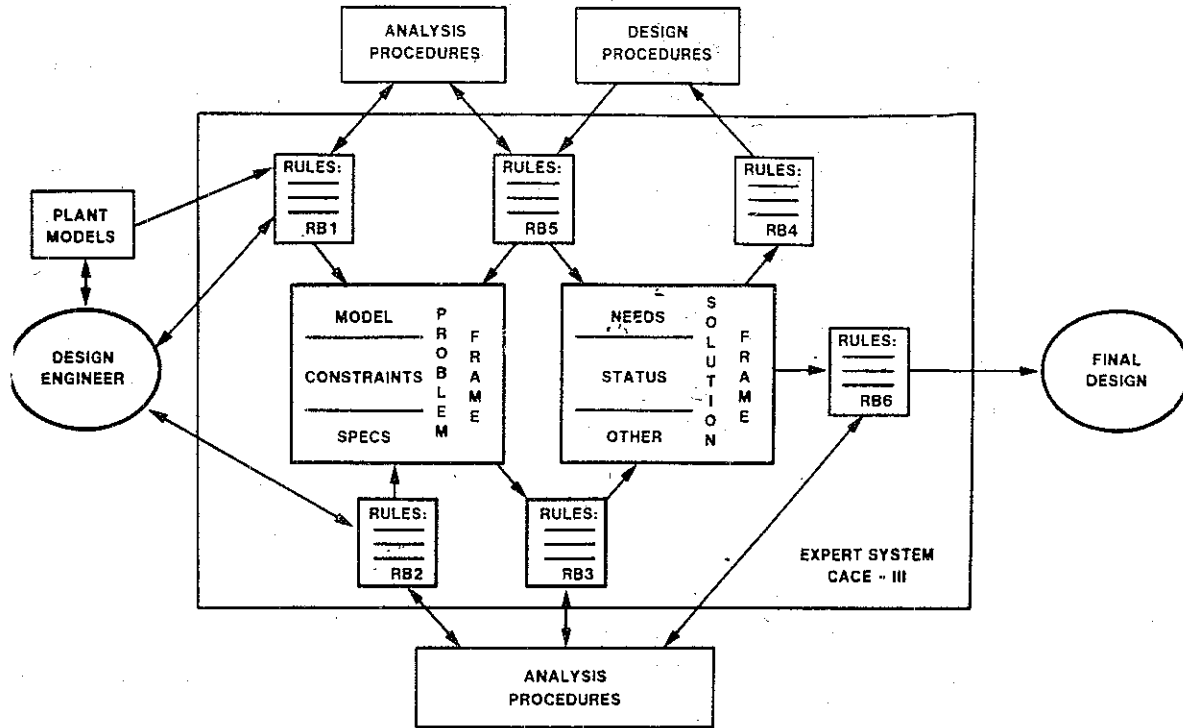 ANALYSIS
PROCEDURES
DESIGN
PROCEDURES
RULES:
RB1
RULES:
RB5
RULES:
RB4
PLANT
MODELS
DESIGN
ENGINEER
MODEL
CONSTRAINTS
SPECS
PROBLEM
FRAME
NEEDS
STATUS
OTHER
SOLUTION
FRAME
RULES:
RB6
FINAL
DESIGN
RULES:
RB2
RULES:
RB3
EXPERT SYSTEM
CACE - III
ANALYSIS
PROCEDURES